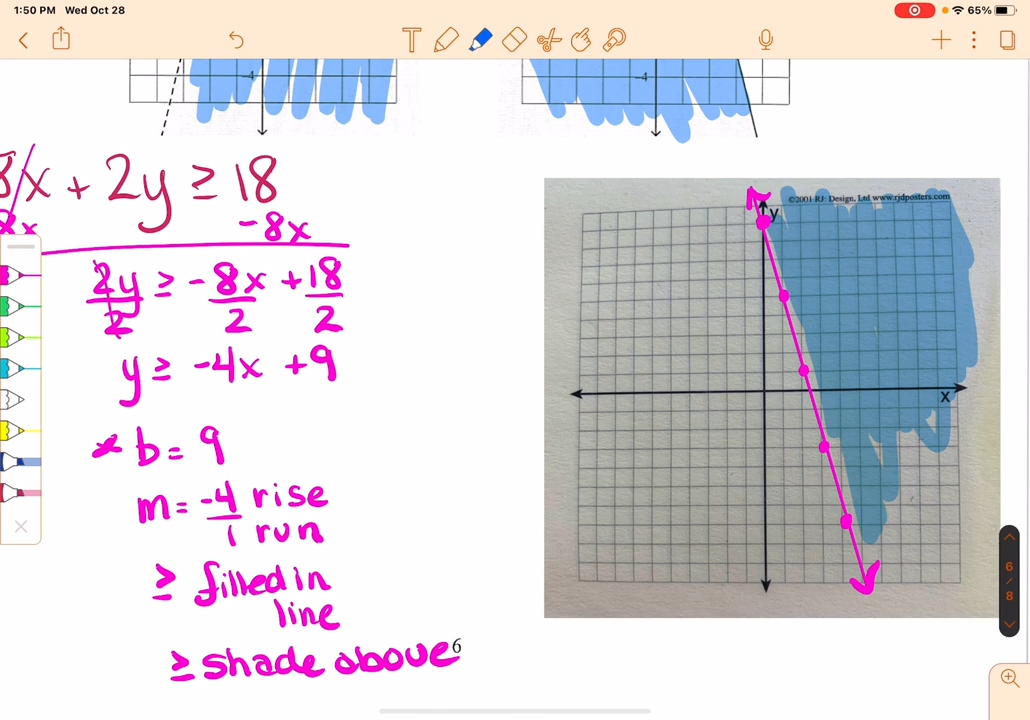 1:50 PM Wed Oct 28
65%
-4
-4
8x + 2y ≥ 18
-8x
2y ≥ -8x + 18
2 2 2
y ≥ -4x + 9
©2001 RJ Design, Ltd www.rjdposters.com
y
x
* b = 9
m = -4 rise
1 run
≥ filled in
line
≥ shade above
6
6
/
8